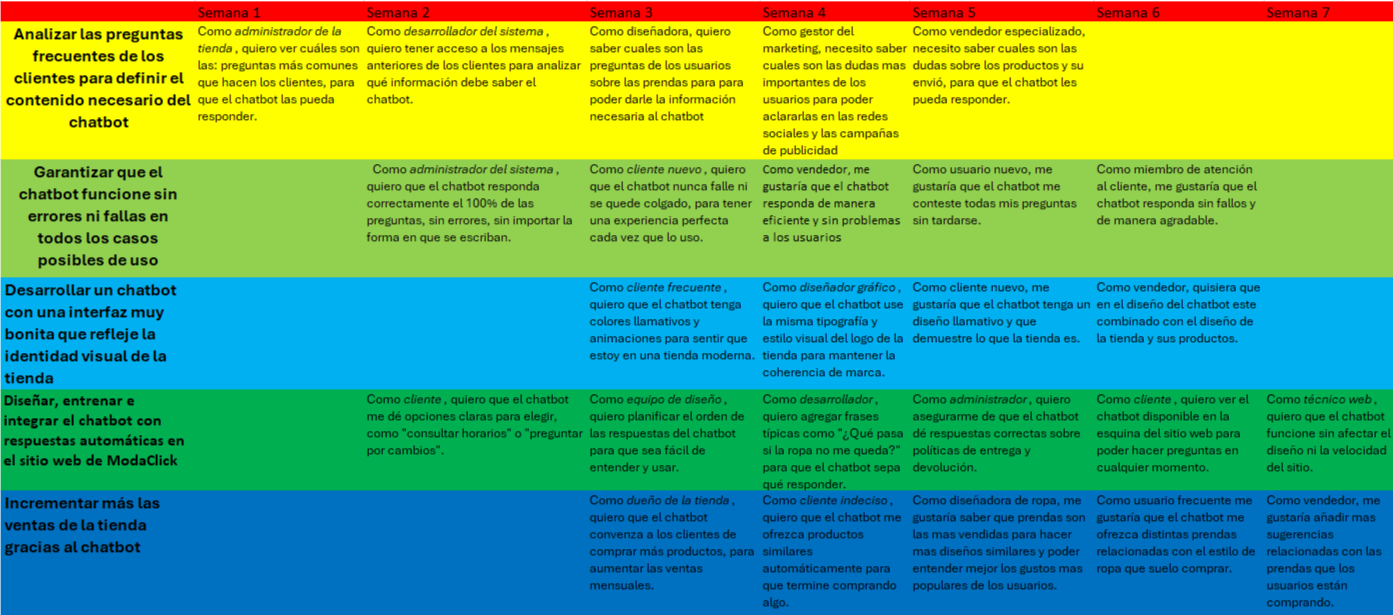 Semana 1 Semana 2 Semana 3 Semana 4 Semana 5 Semana 6 Semana 7
Analizar las preguntas
frecuentes de los
clientes para definir el
contenido necesario del
chatbot
Como administrador de la
tienda , quiero ver cuáles son
las: preguntas más comunes
que hacen los clientes, para
que el chatbot las pueda
responder.
Como desarrollador del sistema ,
quiero tener acceso a los mensajes
anteriores de los clientes para analizar
qué información debe saber el
chatbot.
Como diseñadora, quiero
saber cuales son las
preguntas de los usuarios
sobre las prendas para para
poder darle la información
necesaria al chatbot
Como gestor del
marketing, necesito saber
cuales son las dudas mas
importantes de los
usuarios para poder
aclararlas en las redes
sociales y las campañas
de publicidad
Como vendedor especializado,
necesito saber cuales son las
dudas sobre los productos y su
envió, para que el chatbot les
pueda responder.
Garantizar que el
chatbot funcione sin
errores ni fallas en
todos los casos
posibles de uso
Como administrador del sistema ,
quiero que el chatbot responda
correctamente el 100% de las
preguntas, sin errores, sin importar la
forma en que se escriban.
Como cliente nuevo , quiero
que el chatbot nunca falle ni
se quede colgado, para tener
una experiencia perfecta
cada vez que lo uso.
Como vendedor, me
gustaría que el chatbot
responda de manera
eficiente y sin problemas
a los usuarios
Como usuario nuevo, me
gustaría que el chatbot me
conteste todas mis preguntas
sin tardarse.
Como miembro de atención
al cliente, me gustaría que el
chatbot responda sin fallos y
de manera agradable.
Desarrollar un chatbot
con una interfaz muy
bonita que refleje la
identidad visual de la
tienda
Como cliente frecuente ,
quiero que el chatbot tenga
colores llamativos y
animaciones para sentir que
estoy en una tienda moderna.
Como diseñador gráfico ,
quiero que el chatbot use
la misma tipografía y
estilo visual del logo de la
tienda para mantener la
coherencia de marca.
Como cliente nuevo, me
gustaría que el chatbot tenga un
diseño llamativo y que
demuestre lo que la tienda es.
Como vendedor, quisiera que
en el diseño del chatbot este
combinado con el diseño de
la tienda y sus productos.
Diseñar, entrenar e
integrar el chatbot con
respuestas automáticas en
el sitio web de ModaClick
Como cliente , quiero que el chatbot
me dé opciones claras para elegir,
como "consultar horarios" o "preguntar
por cambios".
Como equipo de diseño ,
quiero planificar el orden de
las respuestas del chatbot
para que sea fácil de
entender y usar.
Como desarrollador ,
quiero agregar frases
típicas como "¿Qué pasa
si la ropa no me queda?"
para que el chatbot sepa
qué responder.
Como administrador , quiero
asegurarme de que el chatbot
dé respuestas correctas sobre
políticas de entrega y
devolución.
Como cliente , quiero ver el
chatbot disponible en la
esquina del sitio web para
poder hacer preguntas en
cualquier momento.
Como técnico web ,
quiero que el chatbot
funcione sin afectar el
diseño ni la velocidad
del sitio.
Incrementar más las
ventas de la tienda
gracias al chatbot
Como dueño de la tienda ,
quiero que el chatbot
convenza a los clientes de
comprar más productos, para
aumentar las ventas
mensuales.
Como cliente indeciso ,
quiero que el chatbot me
ofrezca productos
similares
automáticamente para
que termine comprando
algo.
Como diseñadora de ropa, me
gustaría saber que prendas son
las mas vendidas para hacer
mas diseños similares y poder
entender mejor los gustos mas
populares de los usuarios.
Como usuario frecuente me
gustaría que el chatbot me
ofrezca distintas prendas
relacionadas con el estilo de
ropa que suelo comprar.
Como vendedor, me
gustaría añadir mas
sugerencias
relacionadas con las
prendas que los
usuarios están
comprando.